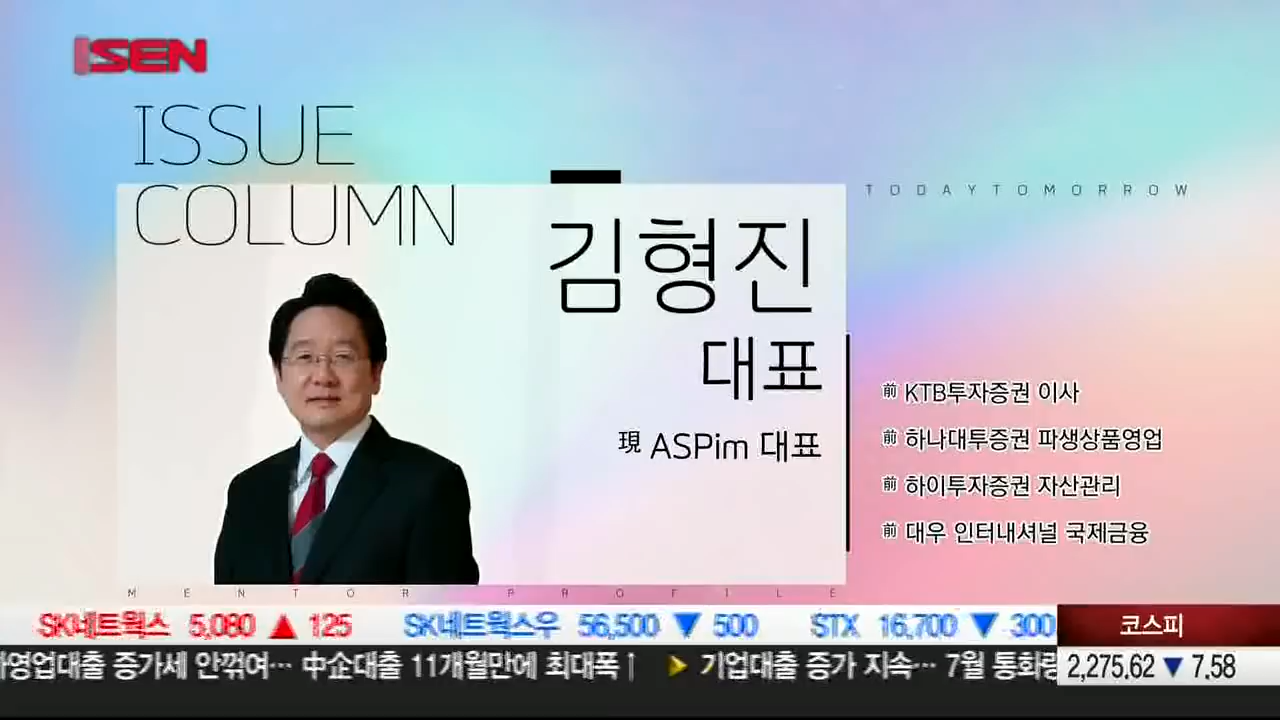 SEN
ISSUE
COLUMN
TODAYTOMORROW
김형진
대표
現 ASPim 대표
前 KTB투자증권 이사
前 하나대투증권 파생상품영업
前 하이투자증권 자산관리
前 대우 인터내셔널 국제금융
MENTOR PROFILE
SK네트웍스 5,080 ▲ 125 SK네트웍스우 56,500 ▼ 500 STX 16,700 ▼ 300
코스피
영업대출 증가세 안꺾여… 中企대출 11개월만에 최대폭↑ ▶ 기업대출 증가 지속… 7월 통화량
2,275.62 ▼ 7.58